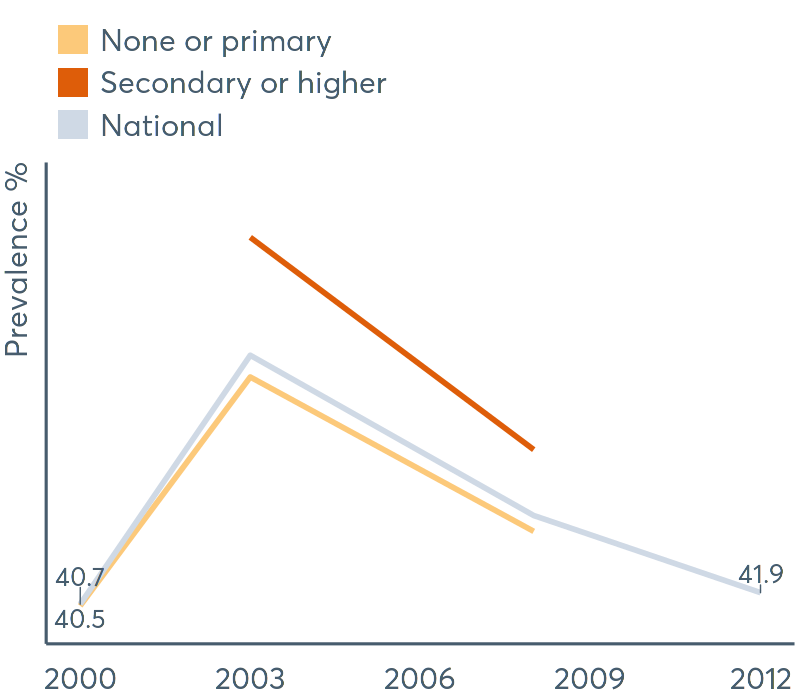 None or primary
Secondary or higher
National
Prevalence %
40.7
40.5
41.9
2000 2003 2006 2009 2012